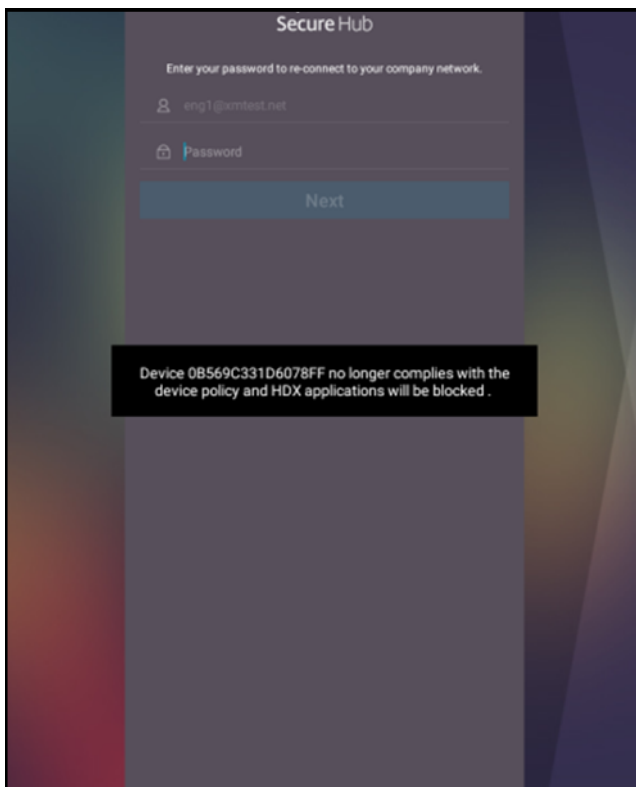 Secure Hub
Enter your password to re-connect to your company network.
eng1@xmtest.net
Password
Next
Device 0B569C331D6078FF no longer complies with the
device policy and HDX applications will be blocked .